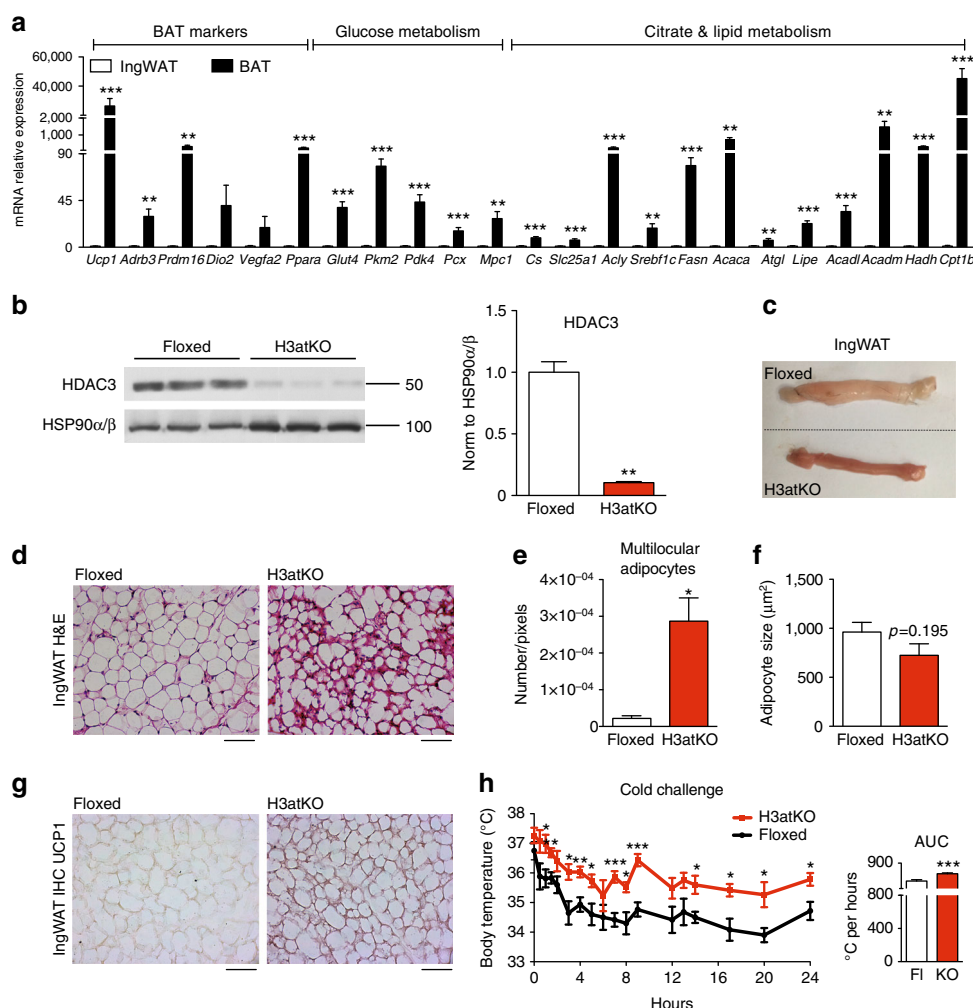 a
BAT markers Glucose metabolism Citrate & lipid metabolism
IngWAT BAT
mRNA relative expression
60,000
40,000
20,000
2,000
1,000
90
45
0
*** ** ** *** *** *** *** ** ** ** *** *** *** ** *** ** ** *** *** ** *** ***
Ucp1 Adrb3 Prdm16 Dio2 Vegfa2 Ppara Glut4 Pkm2 Pdk4 Pcx Mpc1 Cs Slc25a1 Acly Srebf1c Fasn Acaca Atgl Lipe Acadl Acadm Hadh Cpt1b
b
Floxed H3atKO
HDAC3 50
HSP90α/β 100
HDAC3
Norm to HSP90α/β
1.5
1.0
0.5
0
**
Floxed H3atKO
c
IngWAT
Floxed
H3atKO
d
Floxed H3atKO
IngWAT H&E
e
Multilocular
adipocytes
Number/pixels
4×10⁻⁰⁴
3×10⁻⁰⁴
2×10⁻⁰⁴
1×10⁻⁰⁴
0
*
Floxed H3atKO
f
Adipocyte size (μm²)
1,500
1,000
500
0
p=0.195
Floxed H3atKO
g
Floxed H3atKO
IngWAT IHC UCP1
h
Cold challenge
H3atKO
Floxed
Body temperature (°C)
38
37
36
35
34
33
* * * * ** * *** * *** * * * *
0 4 8 12 16 20 24
Hours
AUC
°C per hours
900
800
400
0
***
Fl KO